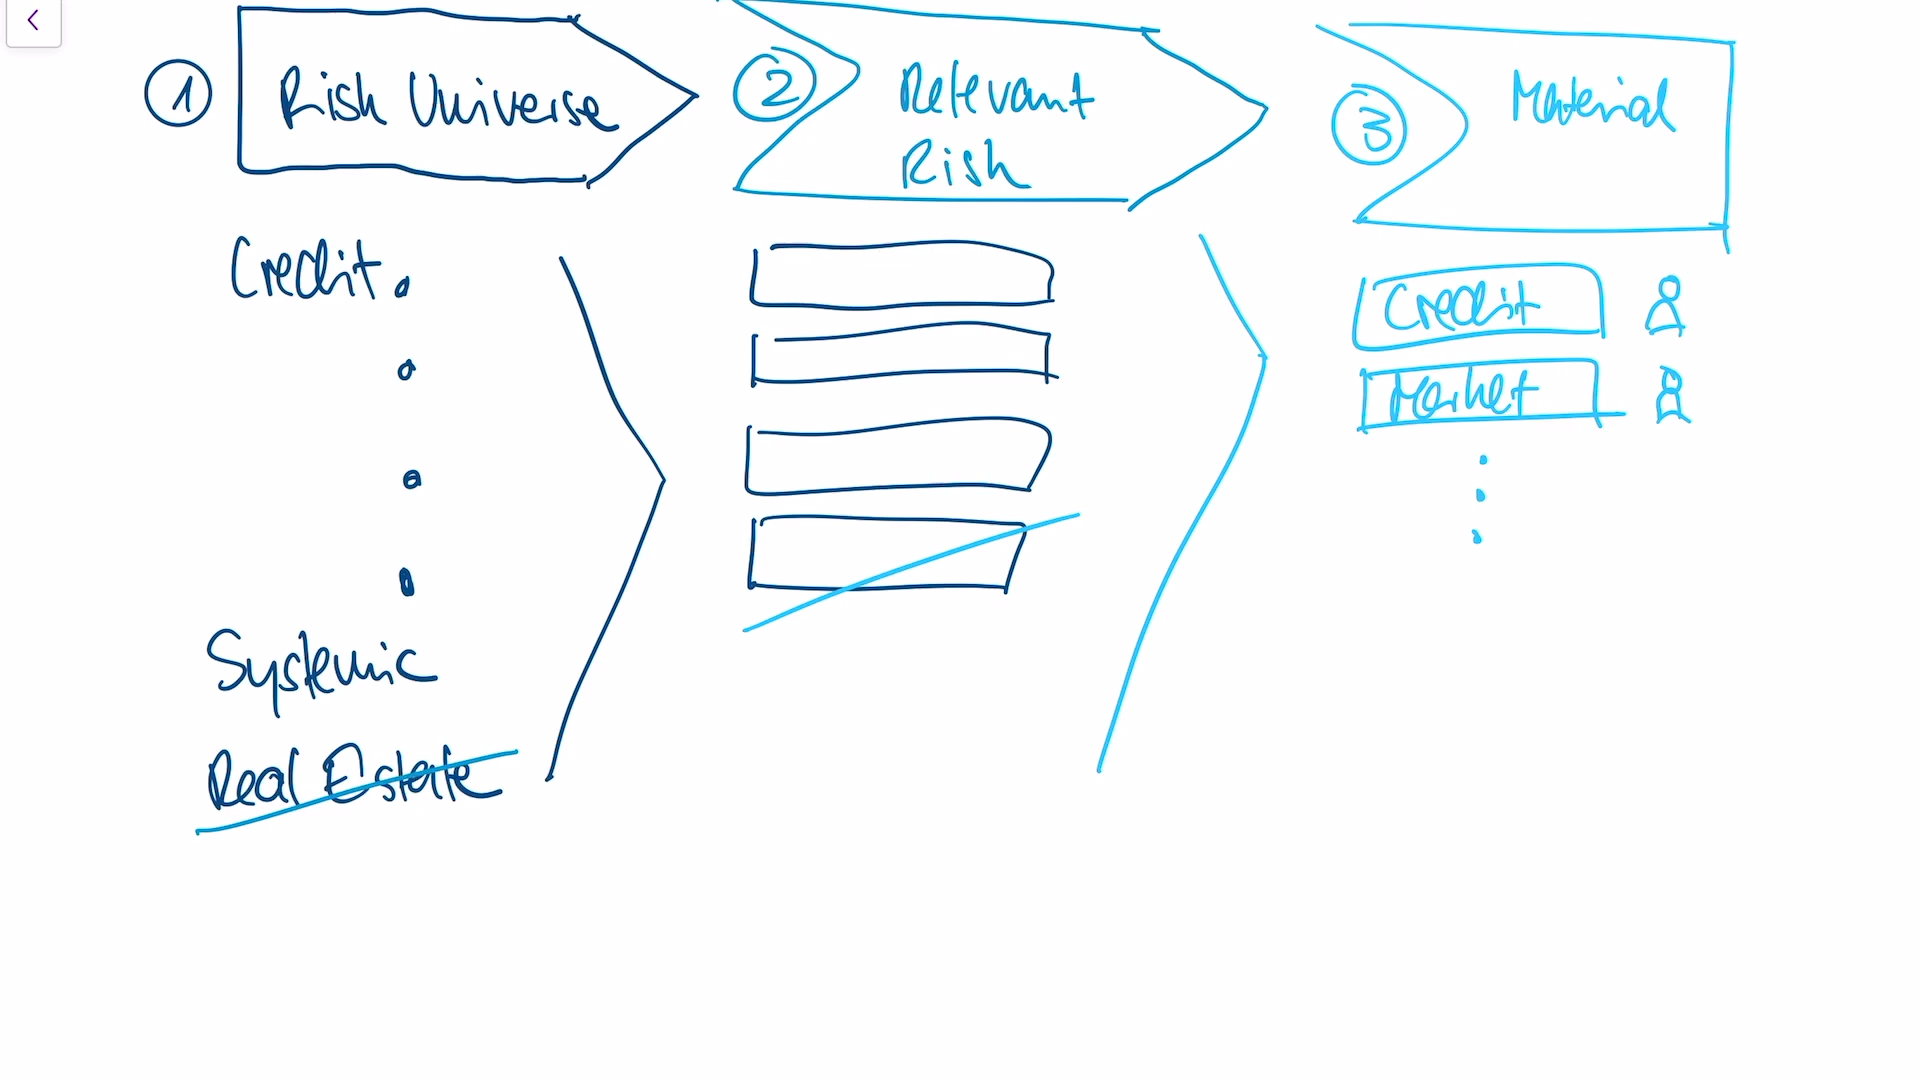 1
Risk Universe
2
Relevant
Risk
3
Material
Credit
Systemic
Real Estate
Credit
Market